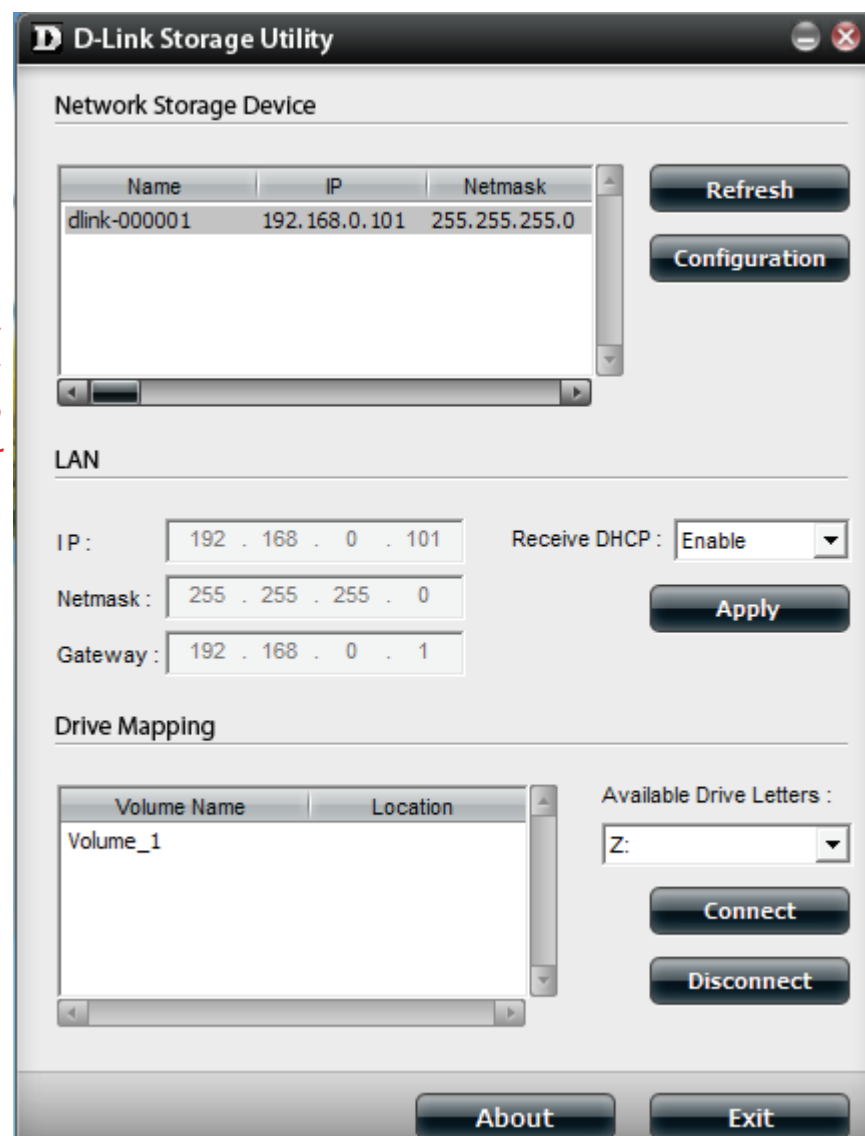 D D-Link Storage Utility
Network Storage Device
Name IP Netmask
dlink-000001 192.168.0.101 255.255.255.0
Refresh
Configuration
LAN
IP : 192 . 168 . 0 . 101
Receive DHCP : Enable
Netmask : 255 . 255 . 255 . 0
Apply
Gateway : 192 . 168 . 0 . 1
Drive Mapping
Volume Name Location
Volume_1
Available Drive Letters :
Z:
Connect
Disconnect
About
Exit